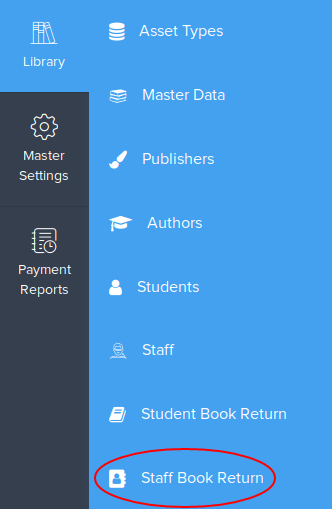 Library
Master
Settings
Payment
Reports
Asset Types
Master Data
Publishers
Authors
Students
Staff
Student Book Return
Staff Book Return